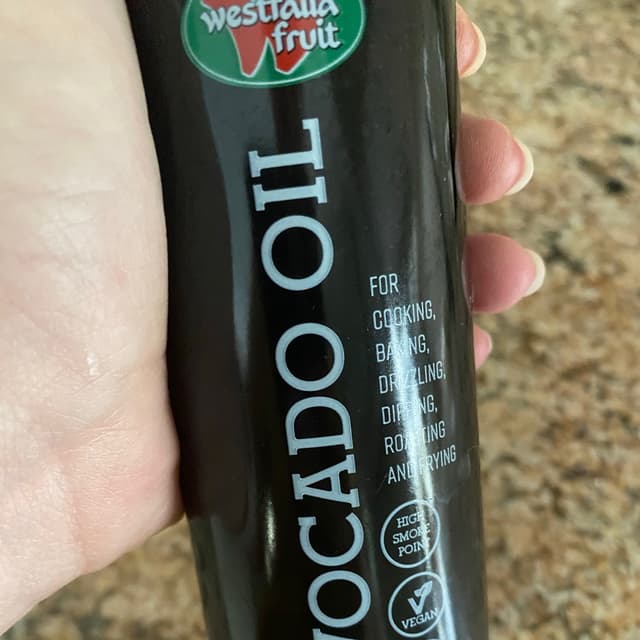 westfalia
fruit
VOCADO OIL
FOR
COOKING,
BAKING,
DRIZZLING,
DIPPING,
ROASTING
AND FRYING
HIGH
SMOKE
POINT
VEGAN